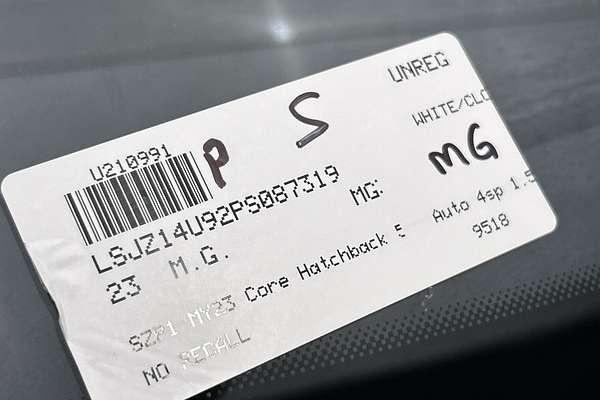 UNREG
U210991 P S WHITE/CLO
LSJZ14U92PS087319 MG: MG
23 M.G.
SZP1 MY23 Core Hatchback 5 Auto 4sp 1.5
NO RECALL 9518